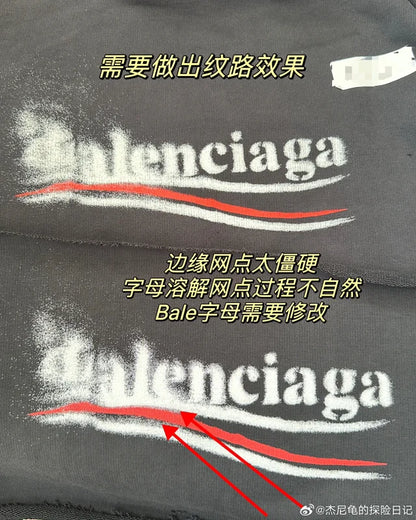 需要做出纹路效果
Balenciaga
边缘网点太僵硬
字母溶解网点过程不自然
Bale字母需要修改
Balenciaga
@杰尼龟的探险日记